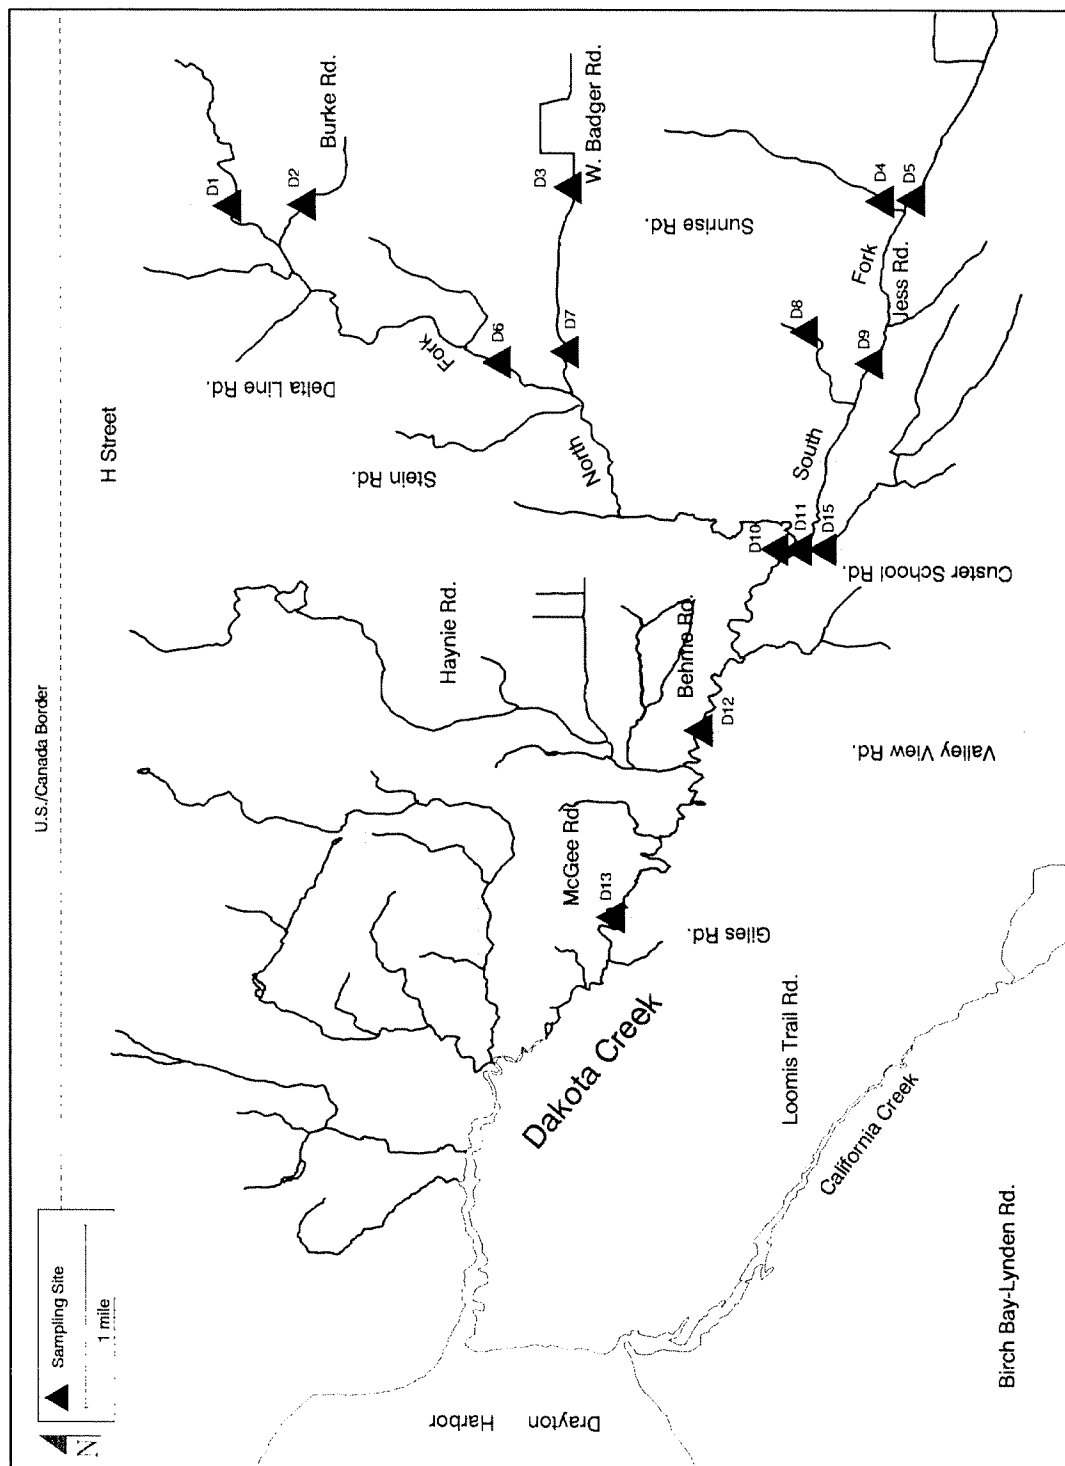 N
Sampling Site
1 mile
U.S./Canada Border
H Street
D1
D2
Burke Rd.
Delta Line Rd.
D3
W. Badger Rd.
Fork
D6
D7
Stein Rd.
North
Sunrise Rd.
D4
D5
Fork
Jess Rd.
D8
D9
South
D10
D11
D15
Custer School Rd.
Haynie Rd.
Behme Rd.
D12
Valley View Rd.
McGee Rd
D13
Giles Rd.
Dakota Creek
Loomis Trail Rd.
California Creek
Birch Bay-Lynden Rd.
Drayton
Harbor